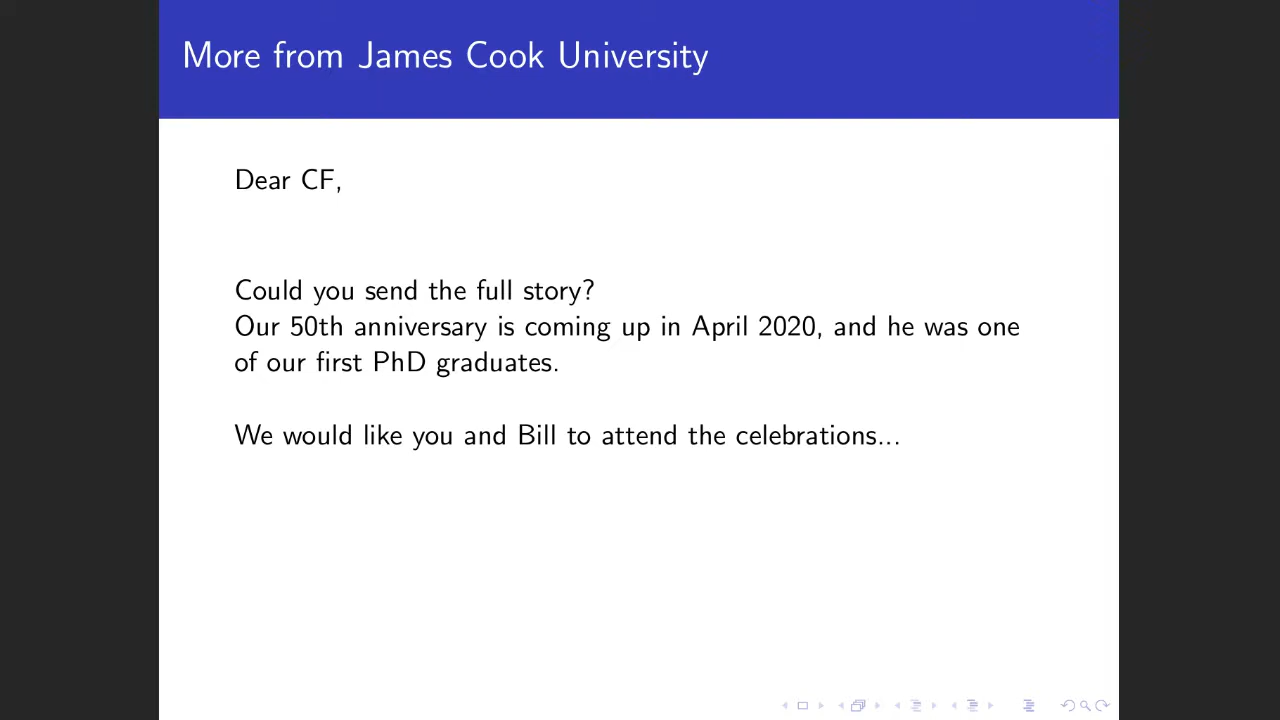 More from James Cook University
Dear CF,
Could you send the full story?
Our 50th anniversary is coming up in April 2020, and he was one
of our first PhD graduates.
We would like you and Bill to attend the celebrations...